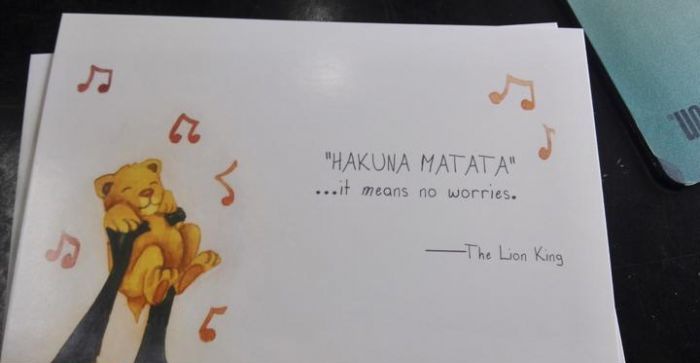 "HAKUNA MATATA"
...it means no worries.
—The Lion King